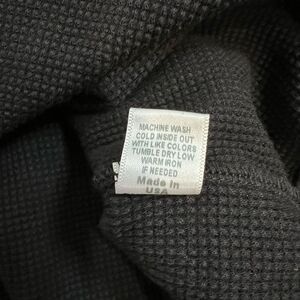 MACHINE WASH
COLD INSIDE OUT
WITH LIKE COLORS
TUMBLE DRY LOW
WARM IRON
IF NEEDED
Made in
USA